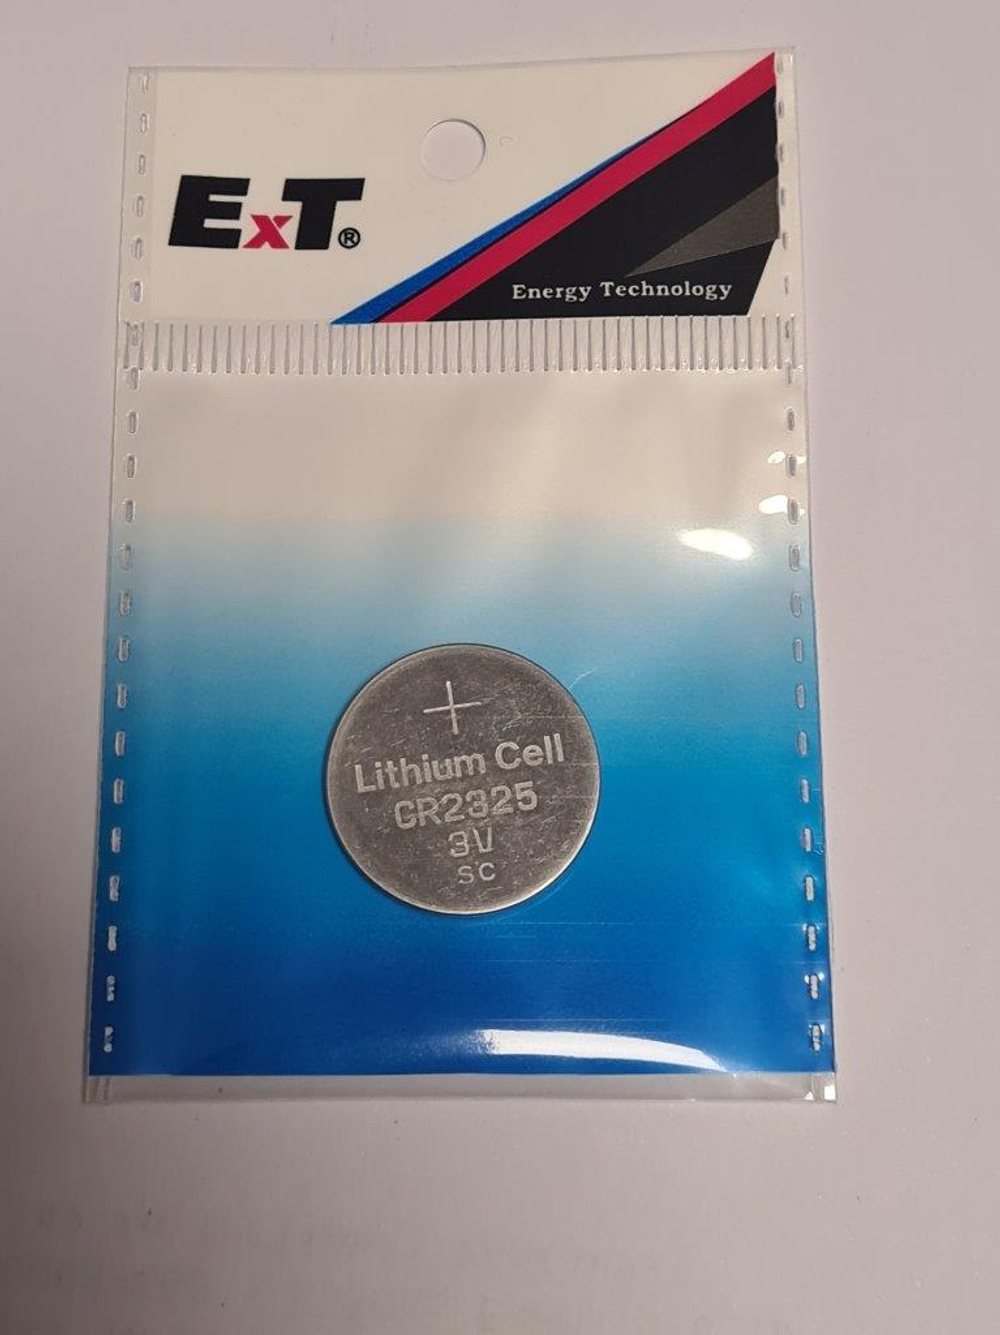 ExT®
Energy Technology
+
Lithium Cell
CR2325
3V
SC